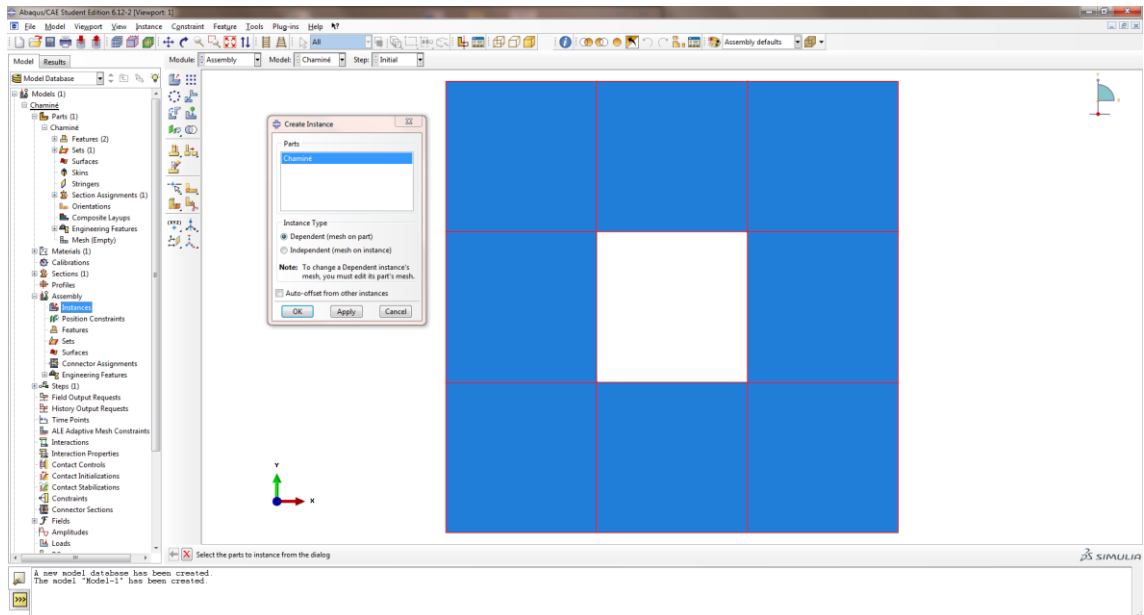 Abaqus/CAE Student Edition 6.12-2 [Viewport: 1]
File Model Viewport View Instance Constraint Feature Tools Plug-ins Help
All Assembly defaults
Model Results
Module: Assembly Model: Chaminé Step: Initial
Model Database
Models (1)
Chaminé
Parts (1)
Chaminé
Features (2)
Sets (1)
Surfaces
Skins
Stringers
Section Assignments (1)
Orientations
Composite Layups
Engineering Features
Mesh (Empty)
Materials (1)
Calibrations
Sections (1)
Profiles
Assembly
Instances
Position Constraints
Features
Sets
Surfaces
Connector Assignments
Engineering Features
Steps (1)
Field Output Requests
History Output Requests
Time Points
ALE Adaptive Mesh Constraints
Interactions
Interaction Properties
Contact Controls
Contact Initializations
Contact Stabilizations
Constraints
Connector Sections
Fields
Amplitudes
Loads
(XYZ)
Create Instance
Parts
Chaminé
Instance Type
Dependent (mesh on part)
Independent (mesh on instance)
Note: To change a Dependent instance's
mesh, you must edit its part's mesh.
Auto-offset from other instances
OK Apply Cancel
Y
X
Select the parts to instance from the dialog
SIMULIA
A new model database has been created.
The model "Model-1" has been created.
>>>